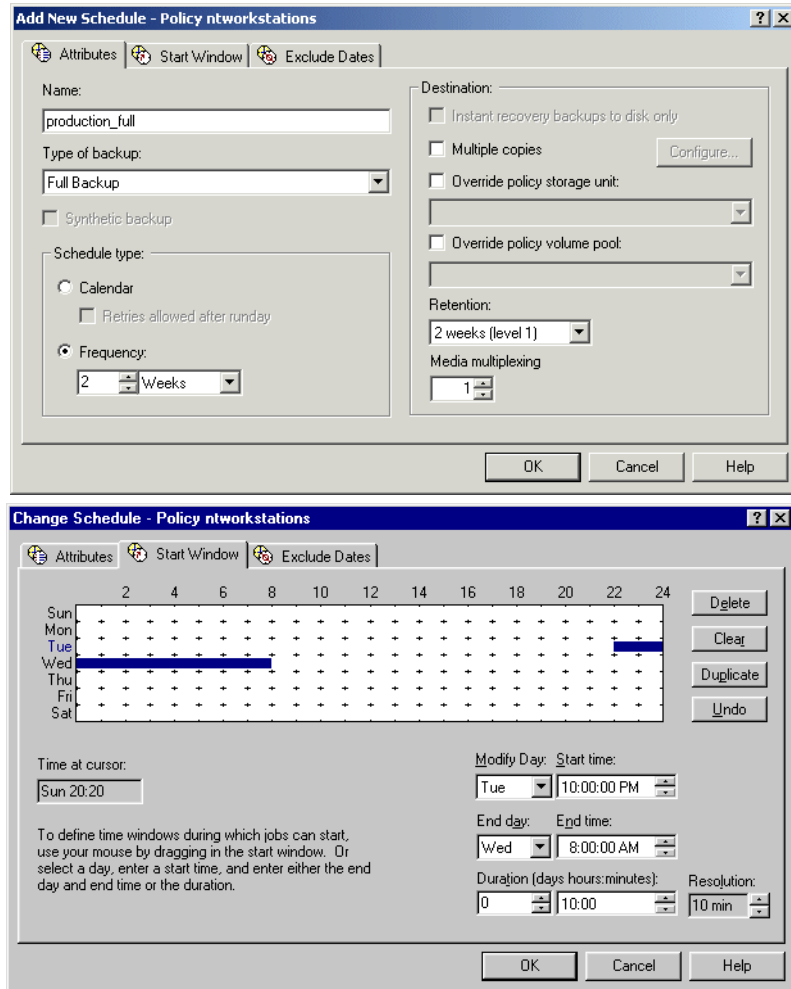 Add New Schedule - Policy ntworkstations
Attributes Start Window Exclude Dates
Name:
production_full
Type of backup:
Full Backup
Synthetic backup
Schedule type:
Calendar
Retries allowed after runday
Frequency:
2 Weeks
Destination:
Instant recovery backups to disk only
Multiple copies Configure...
Override policy storage unit:
Override policy volume pool:
Retention:
2 weeks (level 1)
Media multiplexing
1
OK Cancel Help
Change Schedule - Policy ntworkstations
Attributes Start Window Exclude Dates
2 4 6 8 10 12 14 16 18 20 22 24
Sun
Mon
Tue
Wed
Thu
Fri
Sat
Delete
Clear
Duplicate
Undo
Time at cursor:
Sun 20:20
To define time windows during which jobs can start,
use your mouse by dragging in the start window. Or
select a day, enter a start time, and enter either the end
day and end time or the duration.
Modify Day: Start time:
Tue 10:00:00 PM
End day: End time:
Wed 8:00:00 AM
Duration (days hours:minutes): Resolution:
0 10:00 10 min
OK Cancel Help